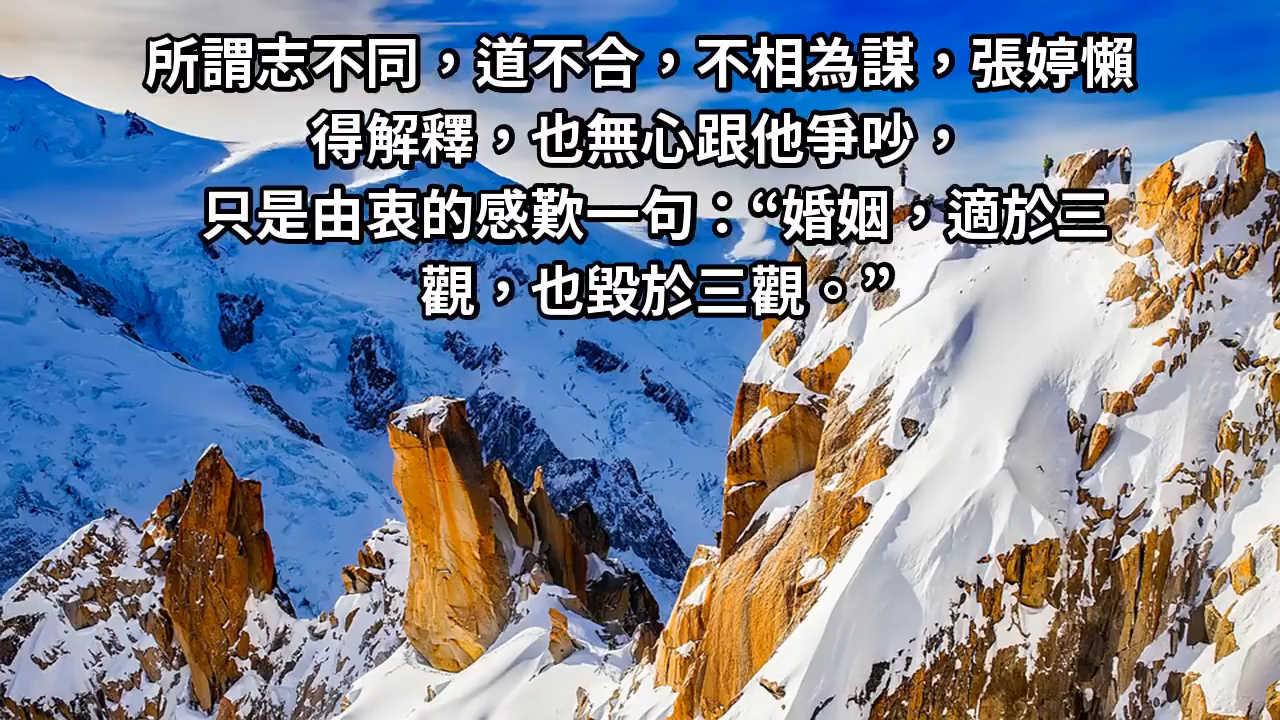 所謂志不同，道不合，不相為謀，張婷懶
得解釋，也無心跟他爭吵，
只是由衷的感歎一句：“婚姻，適於三
觀，也毀於三觀。”